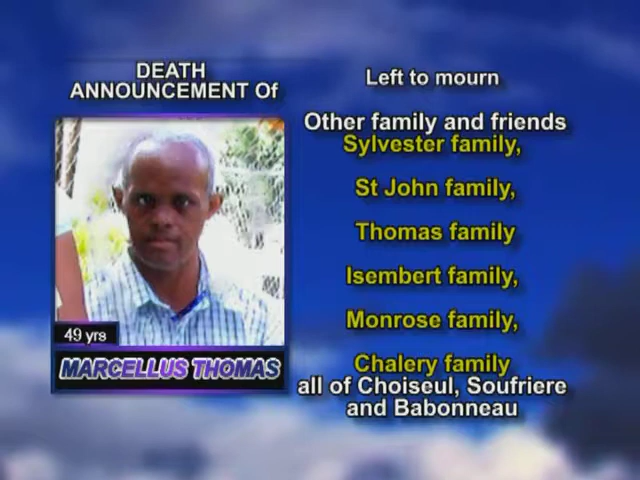 DEATH
ANNOUNCEMENT Of
49 yrs
MARCELLUS THOMAS
Left to mourn
Other family and friends
Sylvester family,
St John family,
Thomas family
Isembert family,
Monrose family,
Chalery family
all of Choiseul, Soufriere
and Babonneau